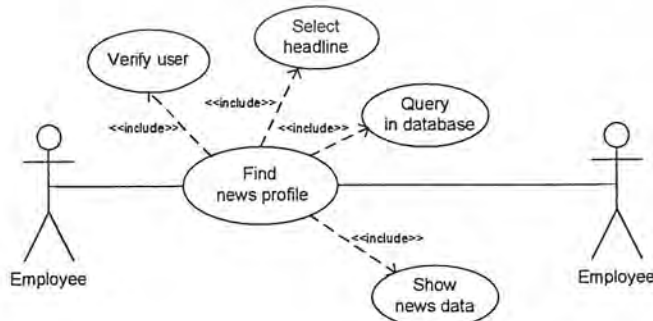 Select
headline
Verify user
<<include>>
<<include>>
<<include>>
Query
in database
Find
news profile
<<include>>
Employee
Employee
Show
news data